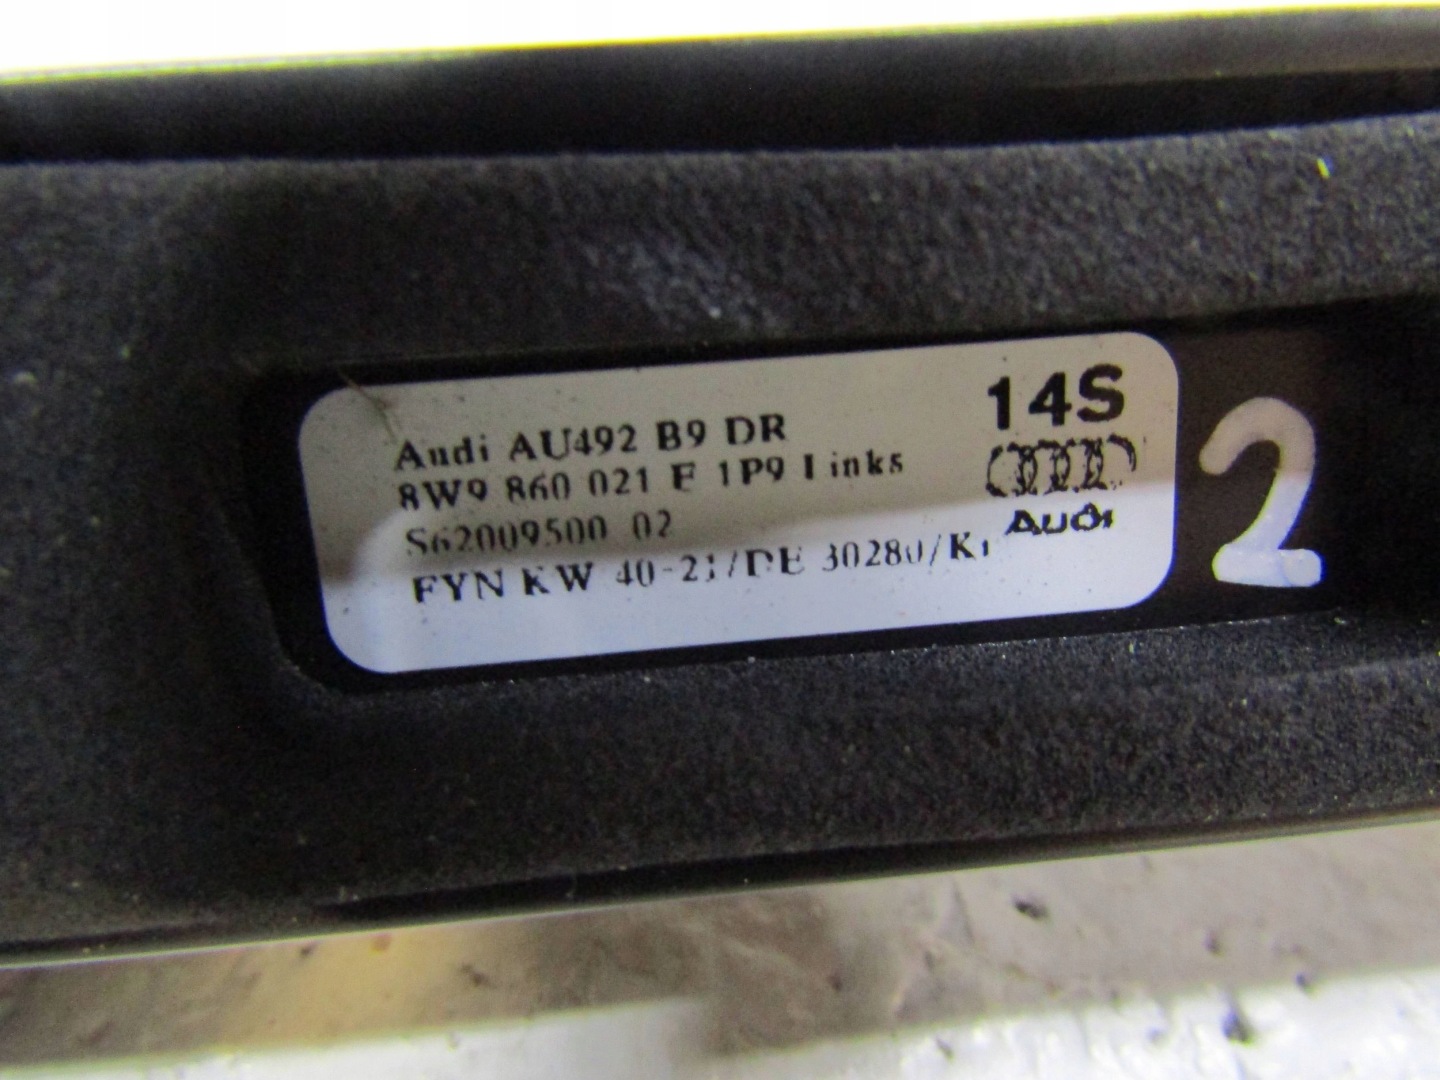 14S
Audi AU492 B9 DR
8W9 860 021 F 1P9 Links
S62009500 02
Audi
FYN KW 40-21/DE 30280/
2